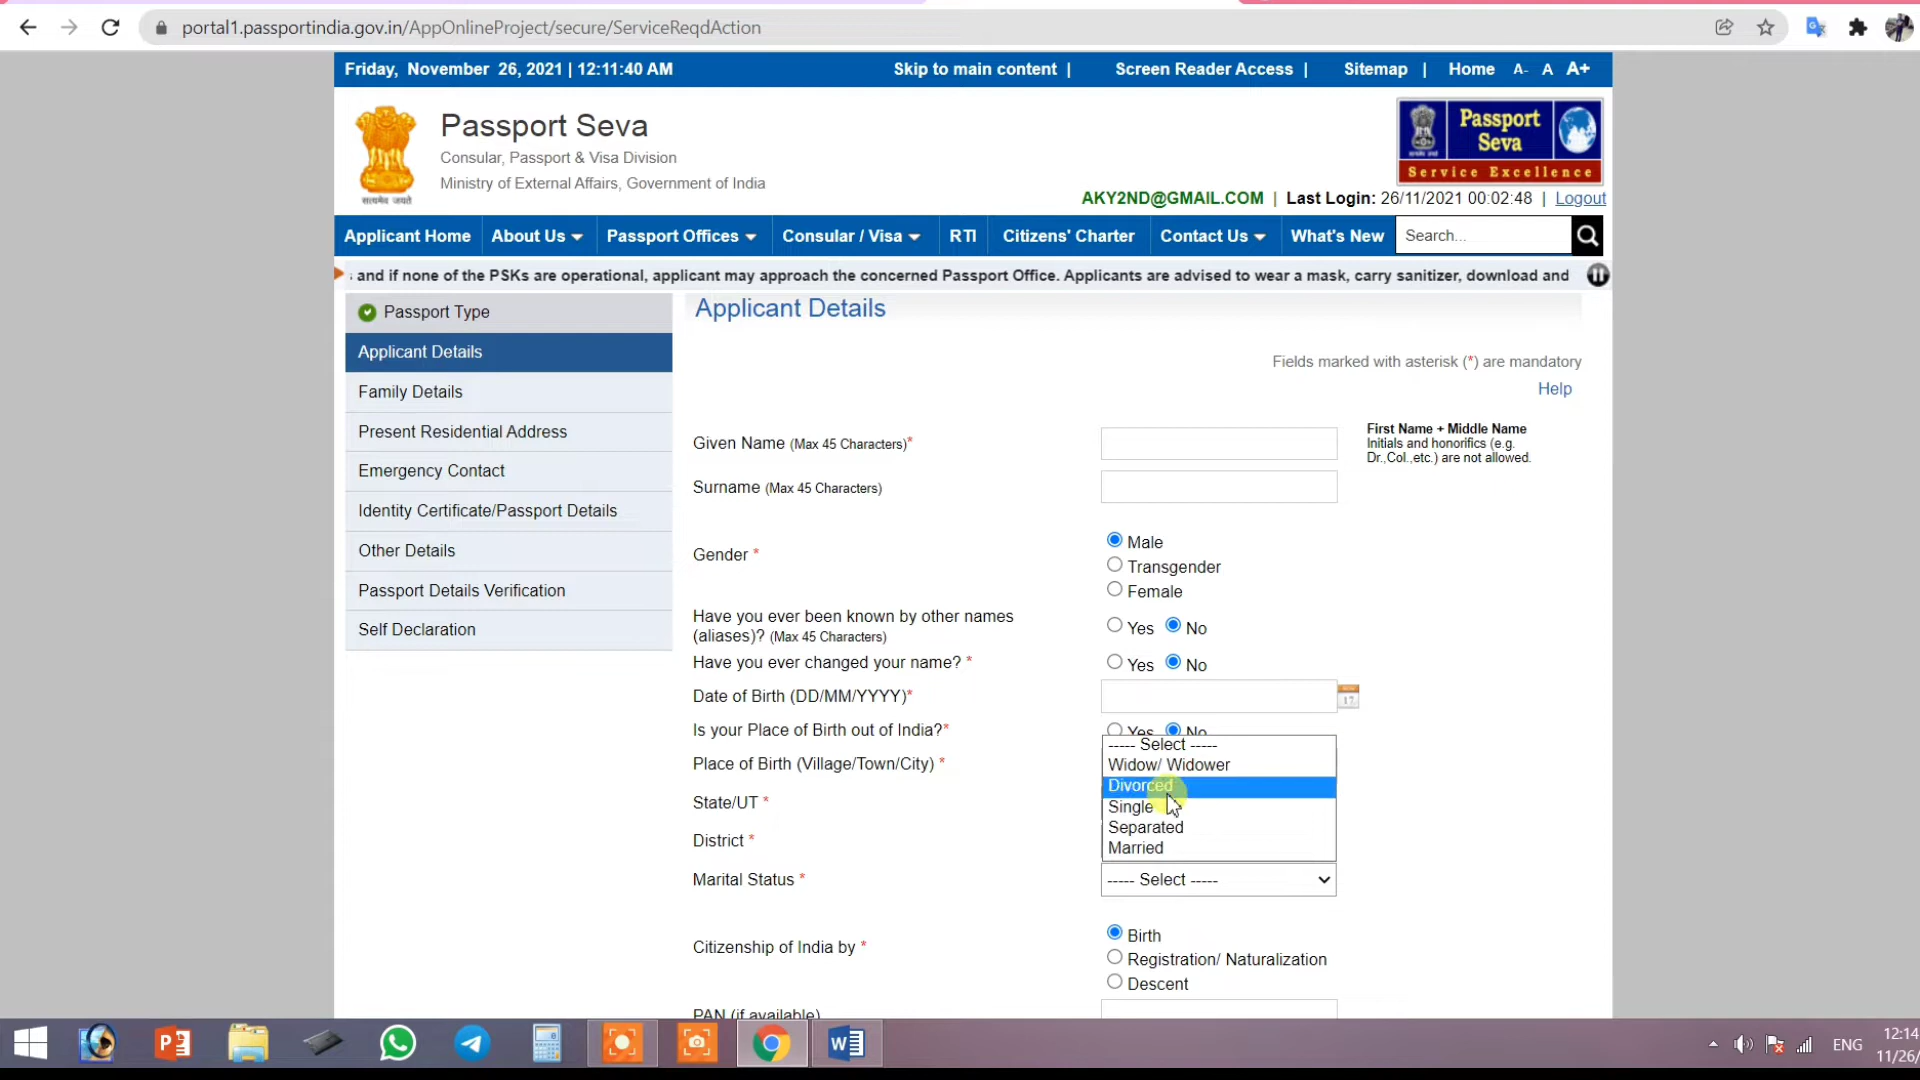 portal1.passportindia.gov.in/AppOnlineProject/secure/ServiceReqdAction
Friday, November 26, 2021 | 12:11:40 AM
Skip to main content |
Screen Reader Access |
Sitemap |
Home
A- A A+
Passport Seva
Consular, Passport & Visa Division
Ministry of External Affairs, Government of India
सत्यमेव जयते
Passport
Seva
Service Excellence
AKY2ND@GMAIL.COM | Last Login: 26/11/2021 00:02:48 | Logout
Applicant Home
About Us
Passport Offices
Consular / Visa
RTI
Citizens' Charter
Contact Us
What's New
Search...
and if none of the PSKs are operational, applicant may approach the concerned Passport Office. Applicants are advised to wear a mask, carry sanitizer, download and
Passport Type
Applicant Details
Family Details
Present Residential Address
Emergency Contact
Identity Certificate/Passport Details
Other Details
Passport Details Verification
Self Declaration
Applicant Details
Fields marked with asterisk (*) are mandatory
Help
Given Name (Max 45 Characters)*
First Name + Middle Name
Initials and honorifics (e.g.
Dr.,Col.,etc.) are not allowed.
Surname (Max 45 Characters)
Gender *
Male
Transgender
Female
Have you ever been known by other names
(aliases)? (Max 45 Characters)
Yes No
Have you ever changed your name? *
Yes No
Date of Birth (DD/MM/YYYY)*
17
Is your Place of Birth out of India?*
Yes No
Place of Birth (Village/Town/City) *
State/UT *
District *
----- Select -----
Widow/ Widower
Divorced
Single
Separated
Married
Marital Status *
----- Select -----
Citizenship of India by *
Birth
Registration/ Naturalization
Descent
PAN (if available)
ENG
12:14
11/26/